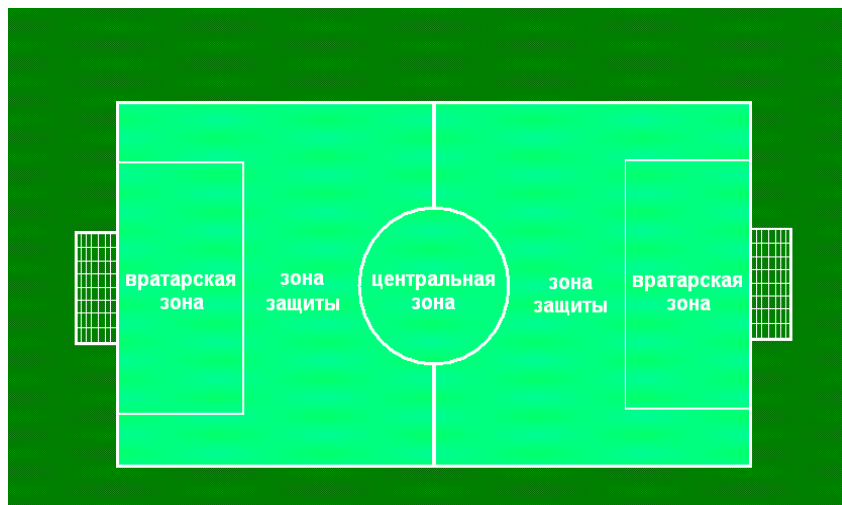 вратарская
зона
зона
защиты
центральная
зона
зона
защиты
вратарская
зона